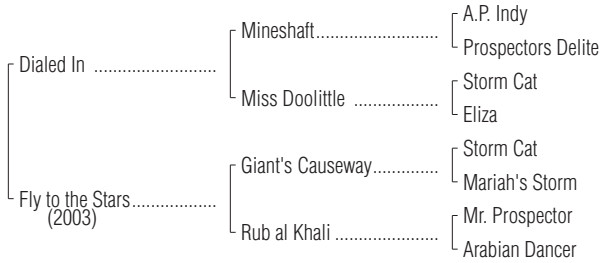 A.P. Indy
Mineshaft..............................
Prospectors Delite
Dialed In ..............................
Storm Cat
Miss Doolittle .....................
Eliza
Storm Cat
Giant's Causeway................
Mariah's Storm
Fly to the Stars.....................
(2003)
Mr. Prospector
Rub al Khali ..........................
Arabian Dancer